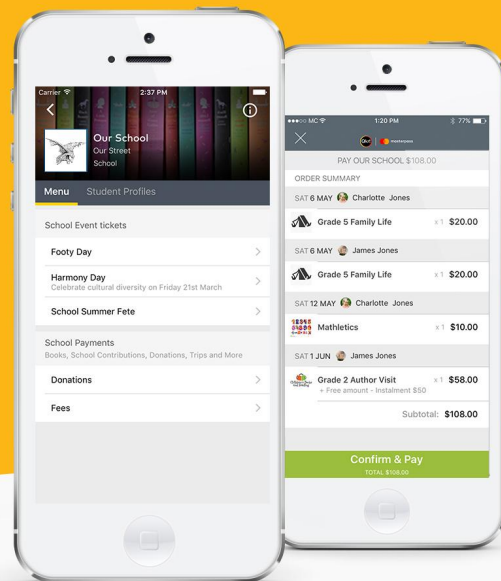 Carrier 2:37 PM
Our School
Our Street
School
Menu Student Profiles
School Event tickets
Footy Day
Harmony Day
Celebrate cultural diversity on Friday 21st March
School Summer Fete
School Payments
Books, School Contributions, Donations, Trips and More
Donations
Fees
MC 1:20 PM 77%
Qkr! masterpass
PAY OUR SCHOOL $108.00
ORDER SUMMARY
SAT 6 MAY Charlotte Jones
Grade 5 Family Life x 1 $20.00
SAT 6 MAY James Jones
Grade 5 Family Life x 1 $20.00
SAT 12 MAY Charlotte Jones
Mathletics x 1 $10.00
SAT 1 JUN James Jones
Grade 2 Author Visit x 1 $58.00
+ Free amount - Instalment $50
Subtotal: $108.00
Confirm & Pay
TOTAL $108.00